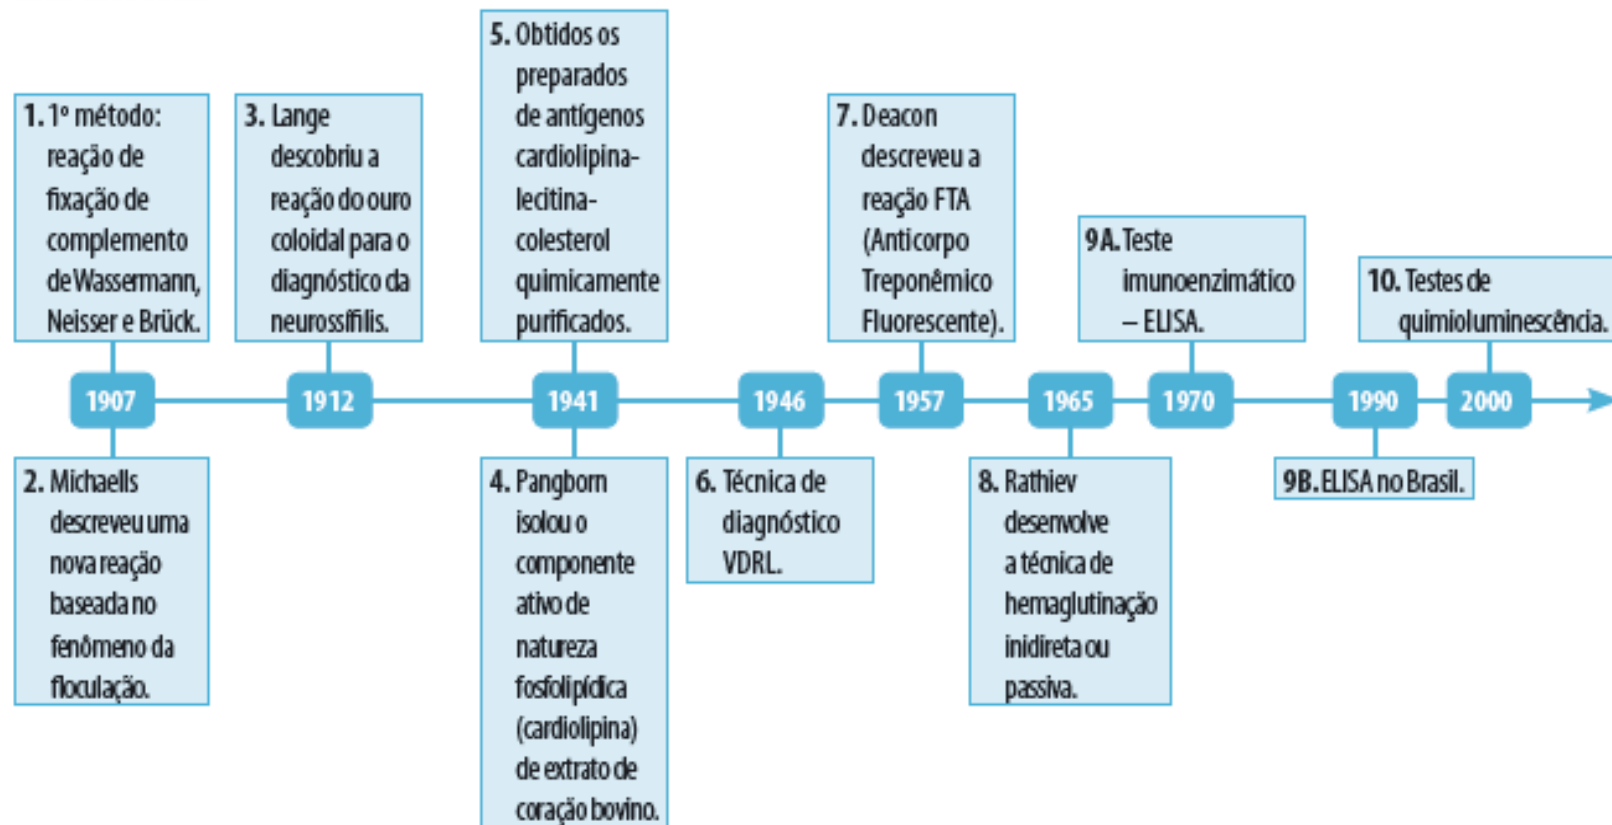 1. 1º método:
reação de
fixação de
complemento
de Wassermann,
Neisser e Brück.
3. Lange
descobriu a
reação do ouro
coloidal para o
diagnóstico da
neurossífilis.
5. Obtidos os
preparados
de antígenos
cardiolipina-
lecitina-
colesterol
quimicamente
purificados.
7. Deacon
descreveu a
reação FTA
(Anticorpo
Treponêmico
Fluorescente).
9A. Teste
imunoenzimático
– ELISA.
10. Testes de
quimioluminescência.
1907
1912
1941
1946
1957
1965
1970
1990
2000
2. Michaells
descreveu uma
nova reação
baseada no
fenômeno da
floculação.
4. Pangborn
isolou o
componente
ativo de
natureza
fosfolipídica
(cardiolipina)
de extrato de
coração bovino.
6. Técnica de
diagnóstico
VDRL.
8. Rathiev
desenvolve
a técnica de
hemaglutinação
inidireta ou
passiva.
9B. ELISA no Brasil.